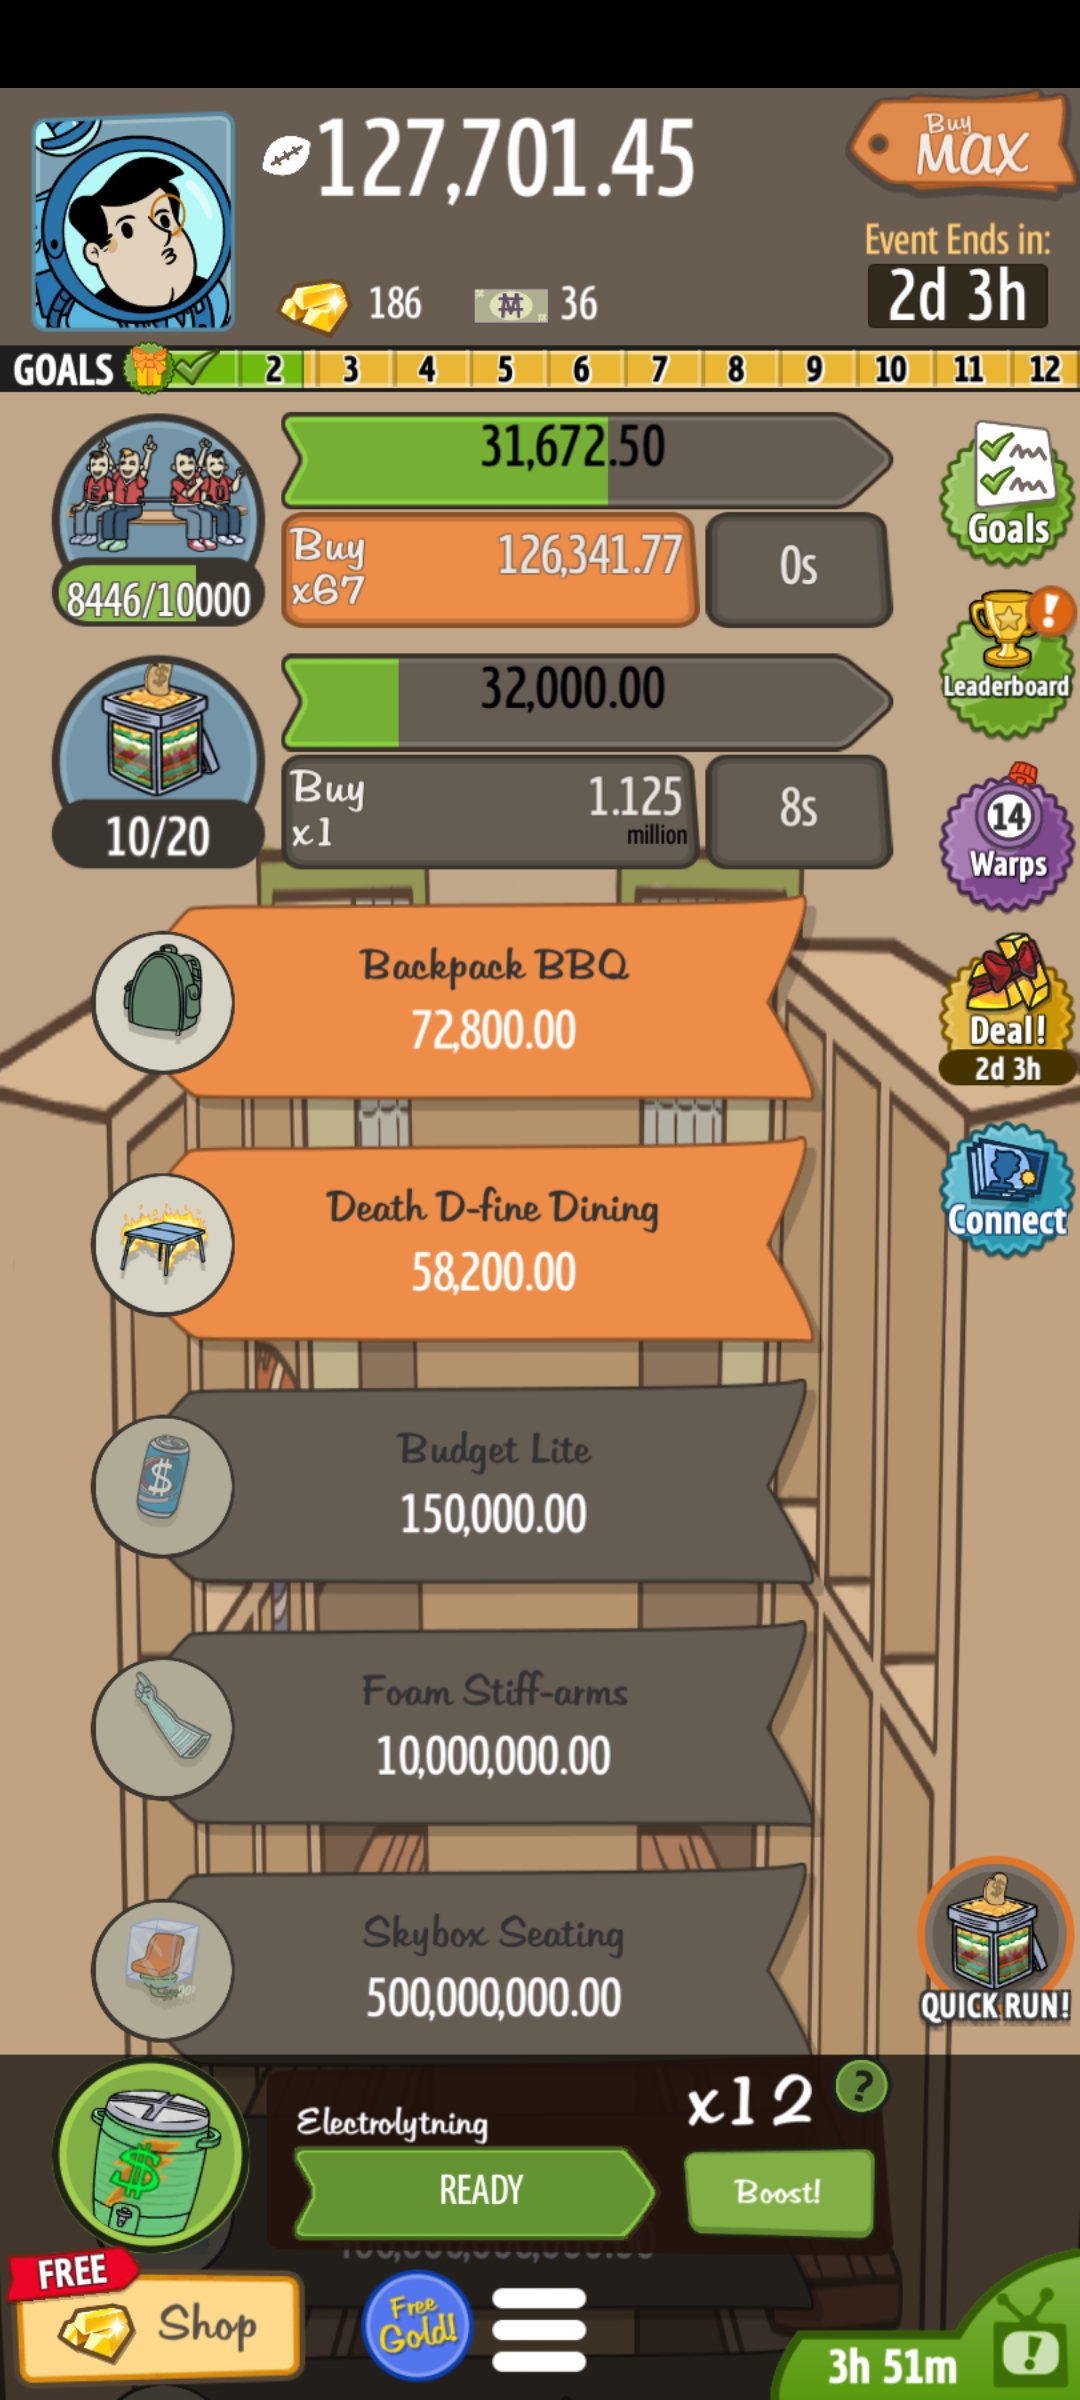 127,701.45
Buy
MAX
Event Ends in:
2d 3h
186
36
GOALS 2 3 4 5 6 7 8 9 10 11 12
31,672.50
Buy
x67
126,341.77
0s
8446/10000
Goals
32,000.00
Buy
x1
1.125
million
8s
10/20
Leaderboard
14
Warps
Backpack BBQ
72,800.00
Deal!
2d 3h
Death D-fine Dining
58,200.00
Connect
Budget Lite
150,000.00
Foam Stiff-arms
10,000,000.00
Skybox Seating
500,000,000.00
QUICK RUN!
Electrolytning
x12
?
READY
Boost!
FREE
Shop
Free
Gold!
3h 51m